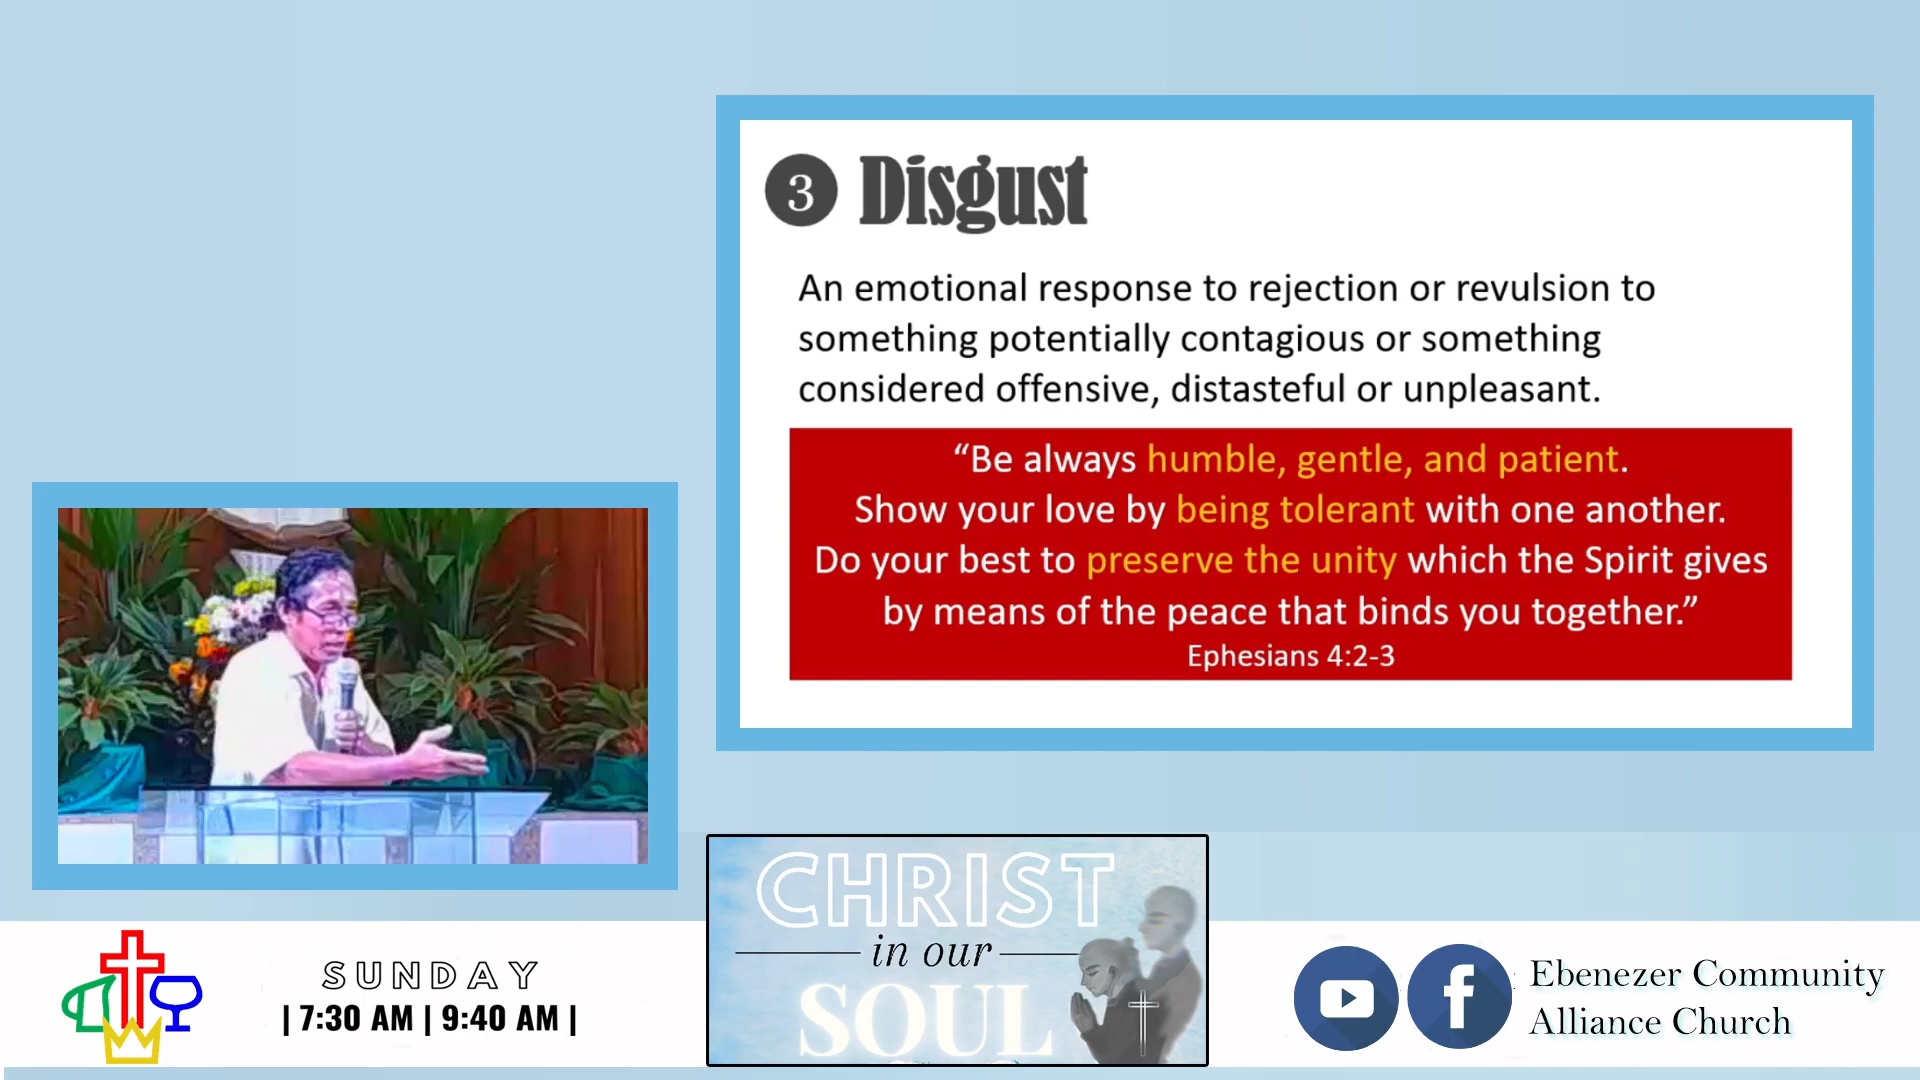 3 Disgust
An emotional response to rejection or revulsion to
something potentially contagious or something
considered offensive, distasteful or unpleasant.
“Be always humble, gentle, and patient.
Show your love by being tolerant with one another.
Do your best to preserve the unity which the Spirit gives
by means of the peace that binds you together.”
Ephesians 4:2-3
SUNDAY
| 7:30 AM | 9:40 AM |
CHRIST
in our
SOUL
f
Ebenezer Community
Alliance Church